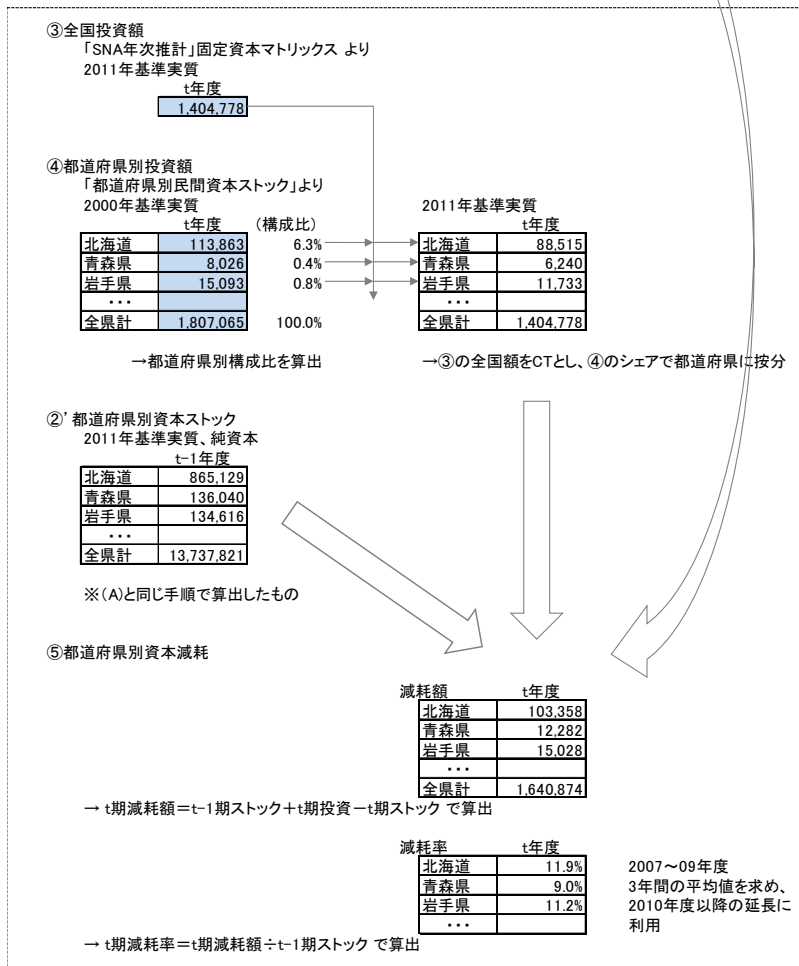 ③全国投資額
「SNA年次推計」固定資本マトリックス より
2011年基準実質
t年度
1,404,778
④都道府県別投資額
「都道府県別民間資本ストック」より
2000年基準実質
t年度 (構成比)
北海道 113,863 6.3%
青森県 8,026 0.4%
岩手県 15,093 0.8%
・・・
全県計 1,807,065 100.0%
→都道府県別構成比を算出
2011年基準実質
t年度
北海道 88,515
青森県 6,240
岩手県 11,733
・・・
全県計 1,404,778
→③の全国額をCTとし、④のシェアで都道府県に按分
②’都道府県別資本ストック
2011年基準実質、純資本
t-1年度
北海道 865,129
青森県 136,040
岩手県 134,616
・・・
全県計 13,737,821
※(A)と同じ手順で算出したもの
⑤都道府県別資本減耗
減耗額 t年度
北海道 103,358
青森県 12,282
岩手県 15,028
・・・
全県計 1,640,874
→ t期減耗額=t-1期ストック+t期投資-t期ストック で算出
減耗率 t年度
北海道 11.9%
青森県 9.0%
岩手県 11.2%
・・・
2007~09年度
3年間の平均値を求め、
2010年度以降の延長に
利用
→ t期減耗率=t期減耗額÷t-1期ストック で算出